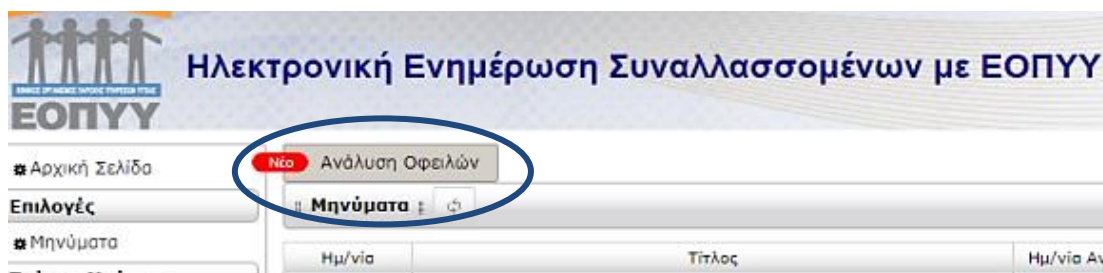 Ηλεκτρονική Ενημέρωση Συναλλασσομένων με ΕΟΠΥΥ
ΕΟΠΥΥ
Αρχική Σελίδα
Νέο Ανάλυση Οφειλών
Επιλογές
Μηνύματα
Μηνύματα
Ημ/νία Τίτλος Ημ/νία Αν